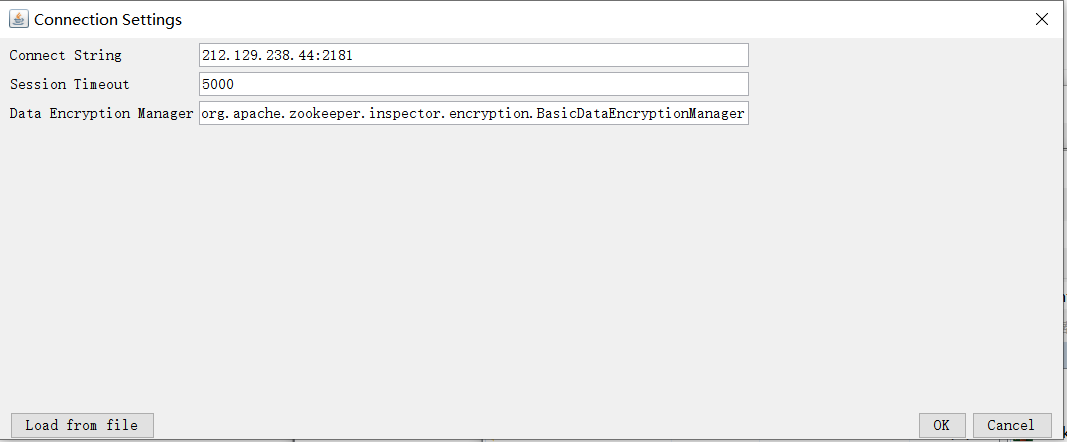 Connection Settings
Connect String 212.129.238.44:2181
Session Timeout 5000
Data Encryption Manager org.apache.zookeeper.inspector.encryption.BasicDataEncryptionManager
Load from file OK Cancel